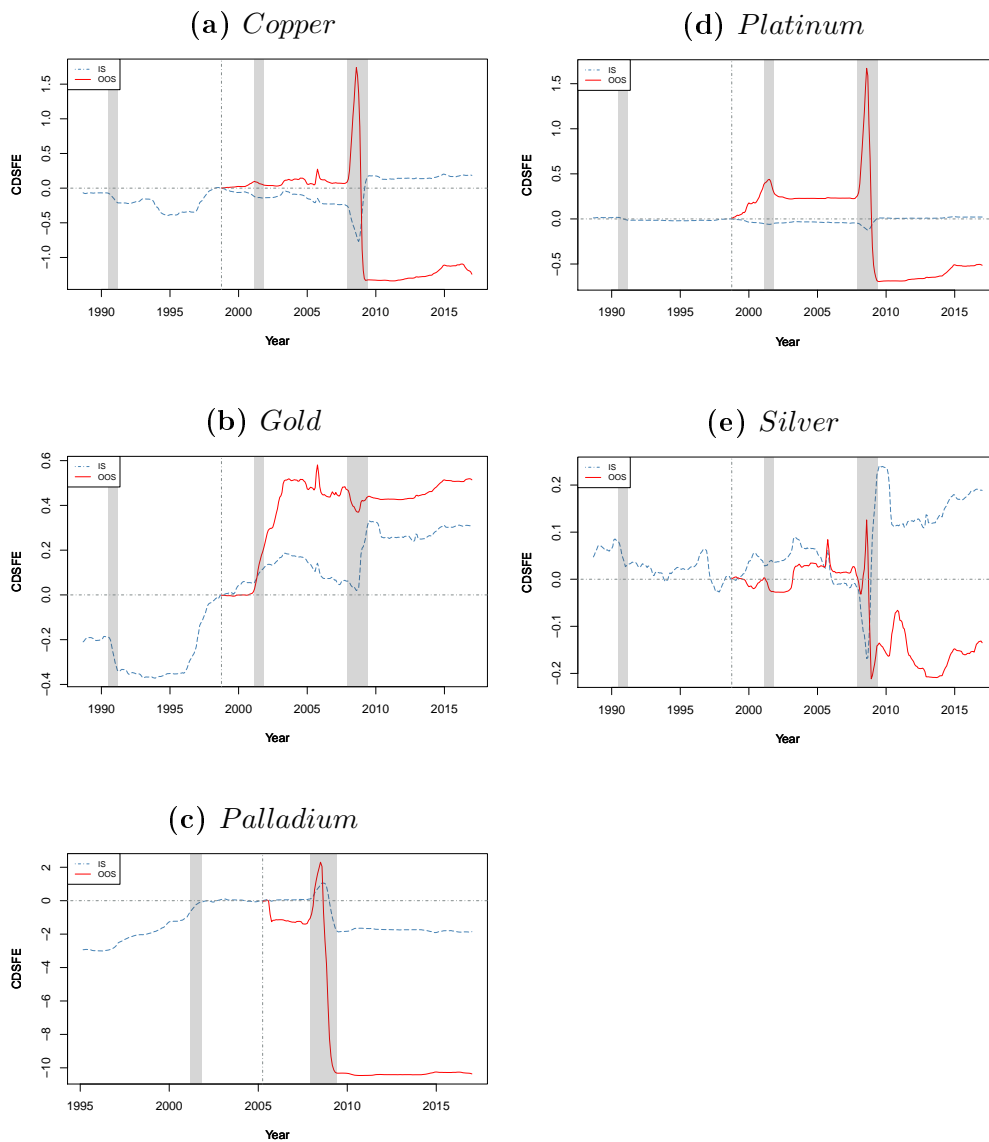 (a) Copper
IS
OOS
CDSFE
1.5
1.0
0.5
0.0
−0.5
−1.0
1990 1995 2000 2005 2010 2015
Year
(d) Platinum
IS
OOS
CDSFE
1.5
1.0
0.5
0.0
−0.5
1990 1995 2000 2005 2010 2015
Year
(b) Gold
IS
OOS
CDSFE
0.6
0.4
0.2
0.0
−0.2
−0.4
1990 1995 2000 2005 2010 2015
Year
(e) Silver
IS
OOS
CDSFE
0.2
0.1
0.0
−0.1
−0.2
1990 1995 2000 2005 2010 2015
Year
(c) Palladium
IS
OOS
CDSFE
2
0
−2
−4
−6
−8
−10
1995 2000 2005 2010 2015
Year